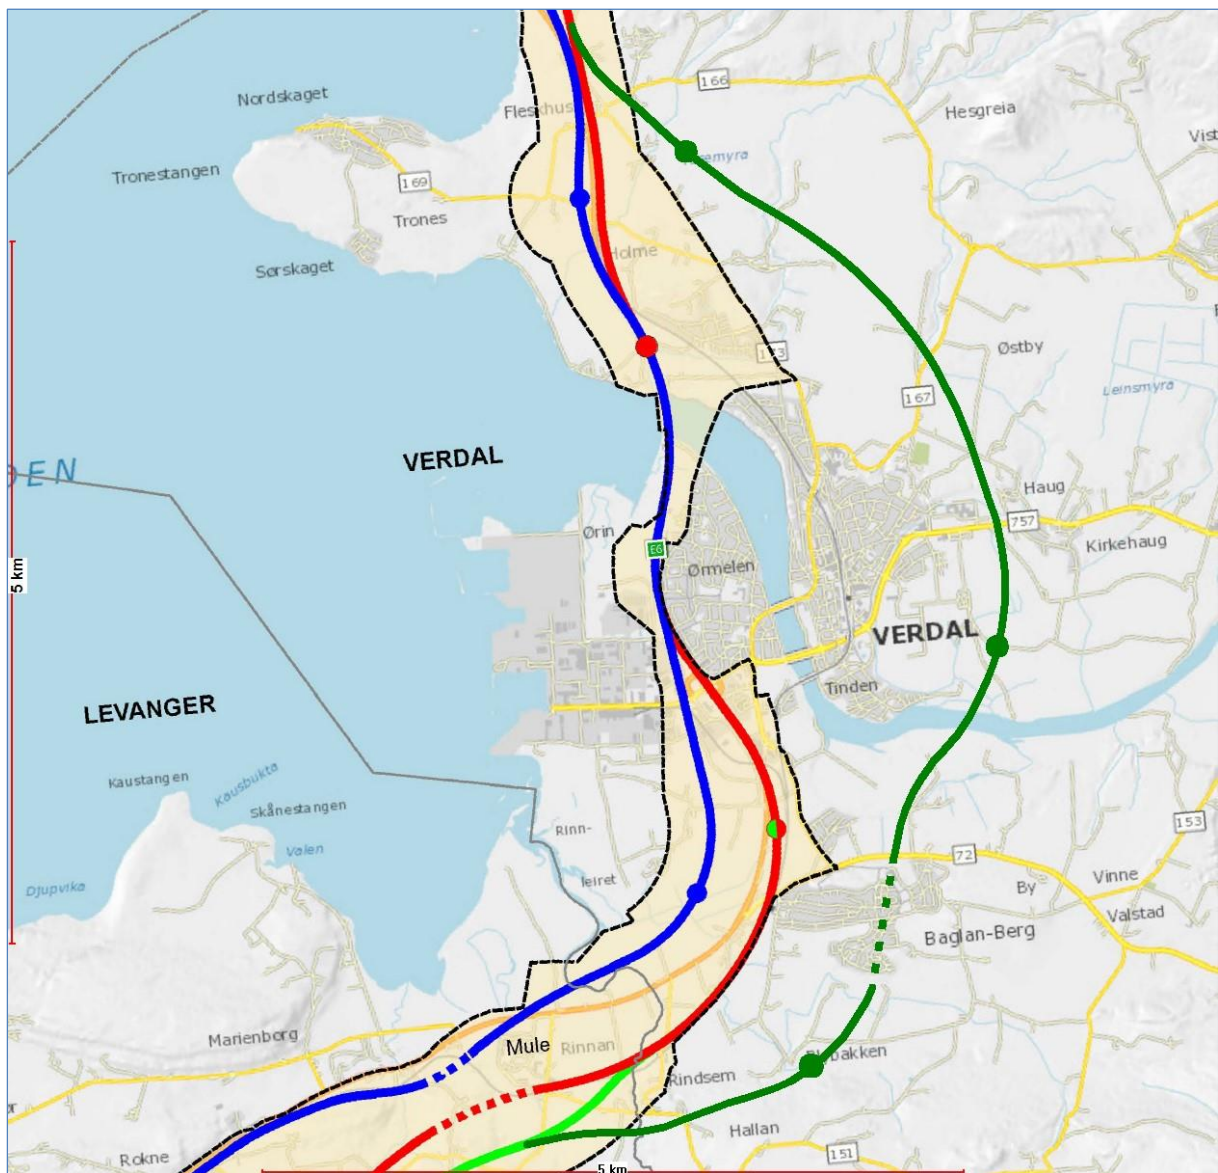 166
Nordskaget
Hesgreia
Tronestangen
169
Trones
Holme
Sørskaget
173
Østby
Leinsmyra
167
VERDAL
EN
Haug
757
Ørin
Kirkehaug
E6
Ørmelen
5 km
VERDAL
Tinden
LEVANGER
Kaustangen
Kausbukta
Skånestangen
153
Rinn-
Valen
72
leiret
Vinne
By
Djupvika
Valstad
Baglan-Berg
Marienborg
Mule
Rinnan
Rindsem
Hallan
Rokne
151
5 km